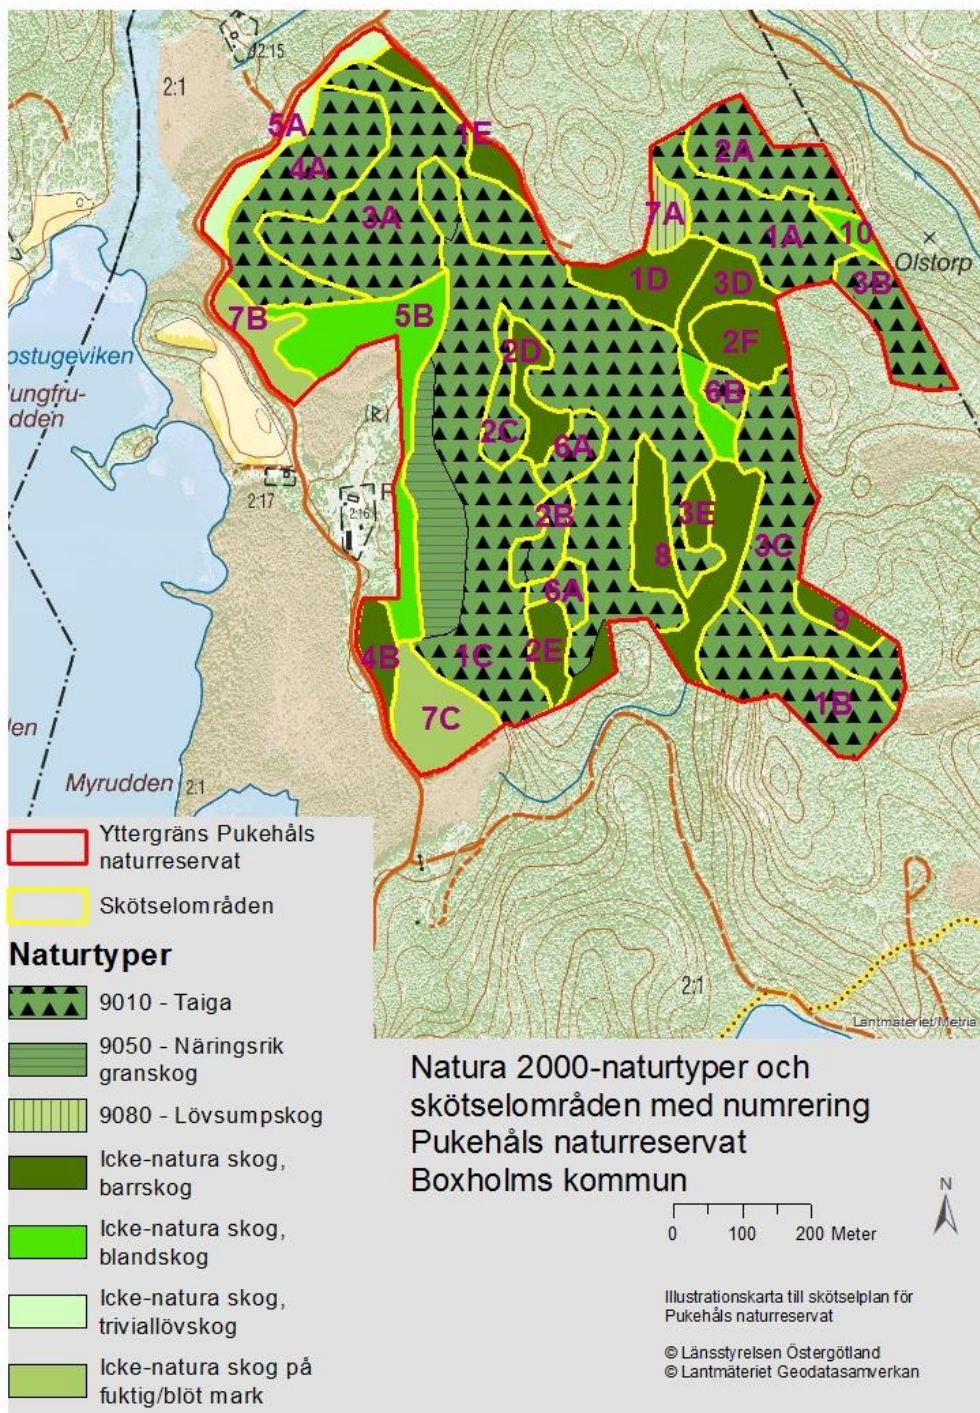 2:15
2:1
5A
1E
2A
4A
3A
7A
1A
10
Olstorp
3B
1D
3D
7B
5B
2F
ostugeviken
2D
Jungfru-
dden
6B
(R)
2C
6A
2:17
2:16
2B
3E
8
3C
6A
9
4B
1C
2E
1B
7C
den
Myrudden
2:1
2:1
Lantmäteriet/Metria
Yttergräns Pukehåls
naturreservat
Skötselområden
Naturtyper
9010 - Taiga
9050 - Näringsrik
granskog
9080 - Lövsumpskog
Icke-natura skog,
barrskog
Icke-natura skog,
blandskog
Icke-natura skog,
triviallövskog
Icke-natura skog på
fuktig/blöt mark
Natura 2000-naturtyper och
skötselområden med numrering
Pukehåls naturreservat
Boxholms kommun
N
0 100 200 Meter
Illustrationskarta till skötselplan för
Pukehåls naturreservat
© Länsstyrelsen Östergötland
© Lantmäteriet Geodatasamverkan